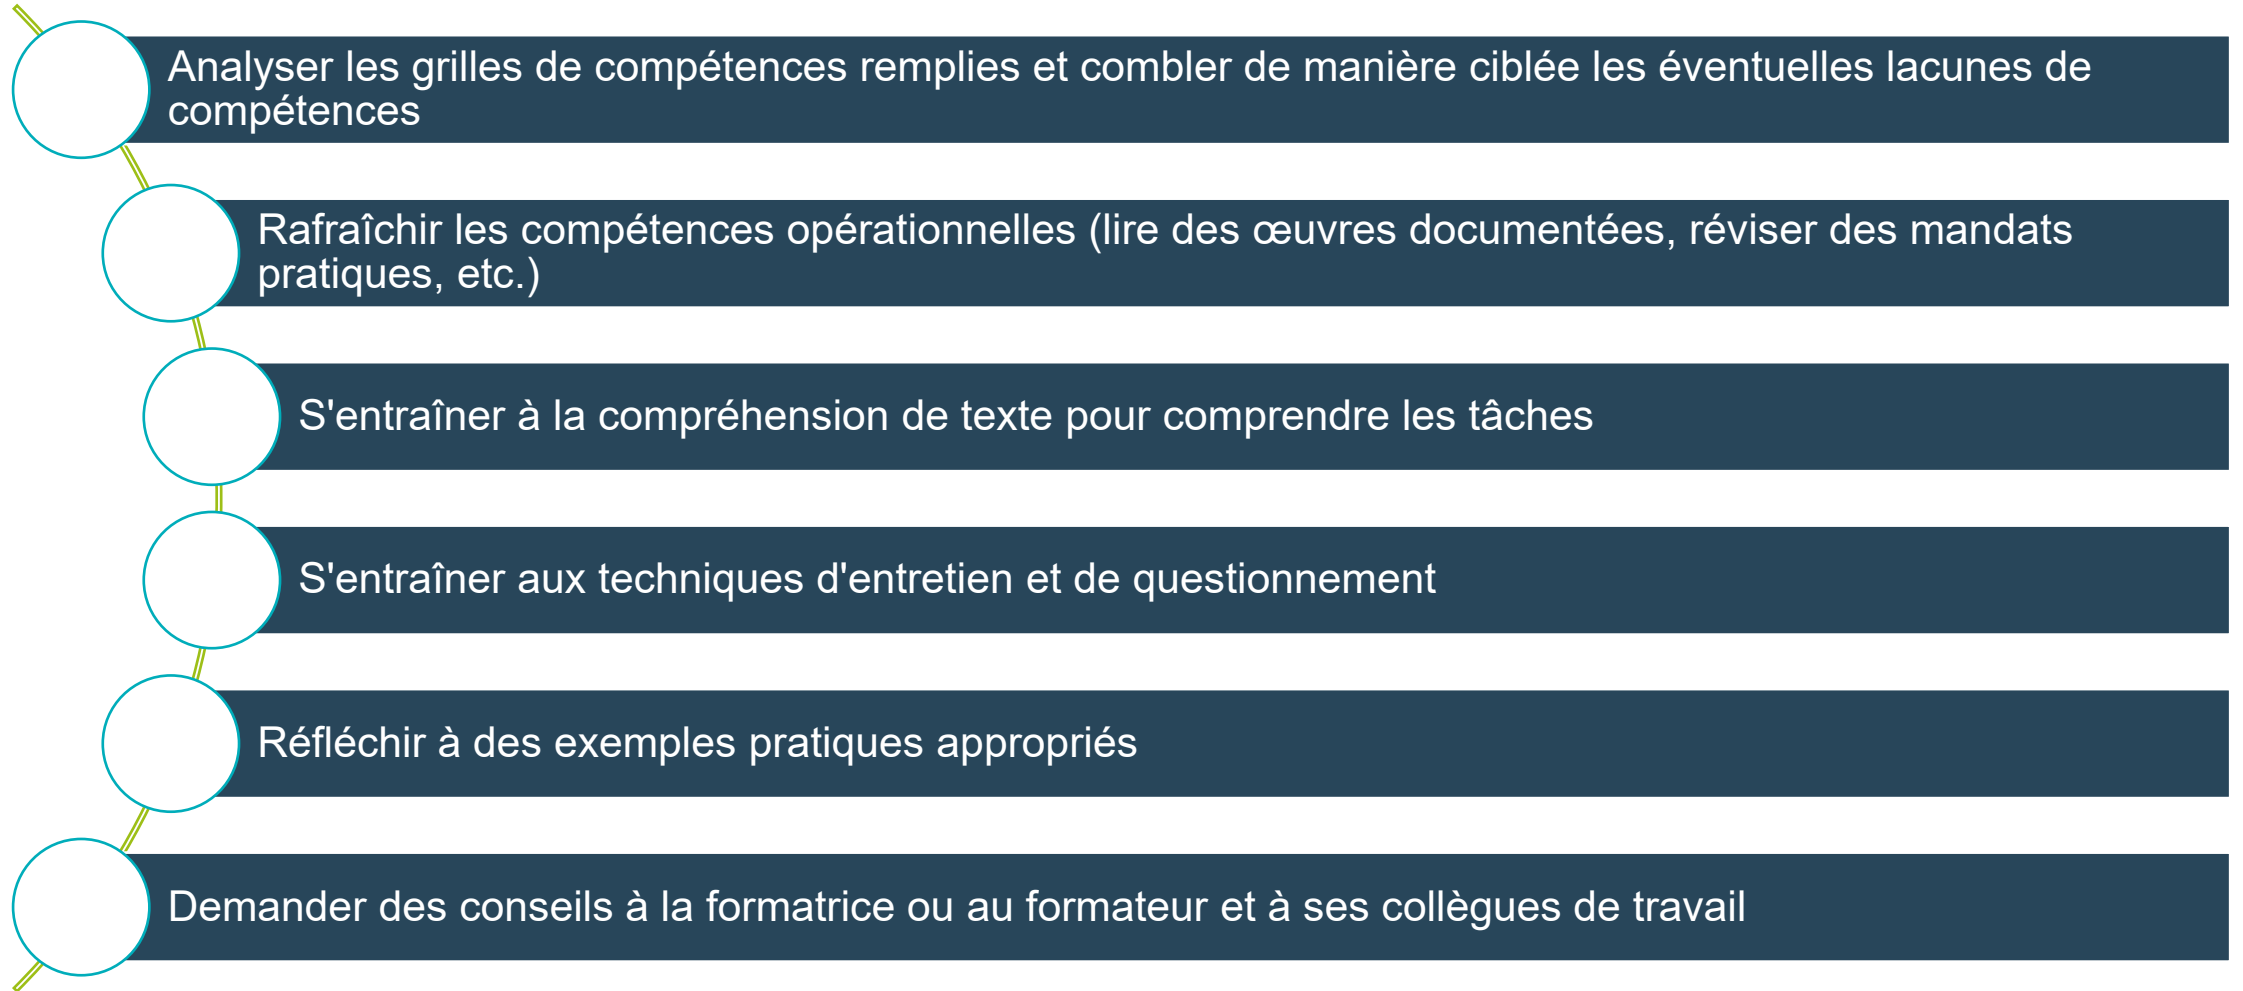 Analyser les grilles de compétences remplies et combler de manière ciblée les éventuelles lacunes de
compétences
Rafraîchir les compétences opérationnelles (lire des œuvres documentées, réviser des mandats
pratiques, etc.)
S'entraîner à la compréhension de texte pour comprendre les tâches
S'entraîner aux techniques d'entretien et de questionnement
Réfléchir à des exemples pratiques appropriés
Demander des conseils à la formatrice ou au formateur et à ses collègues de travail